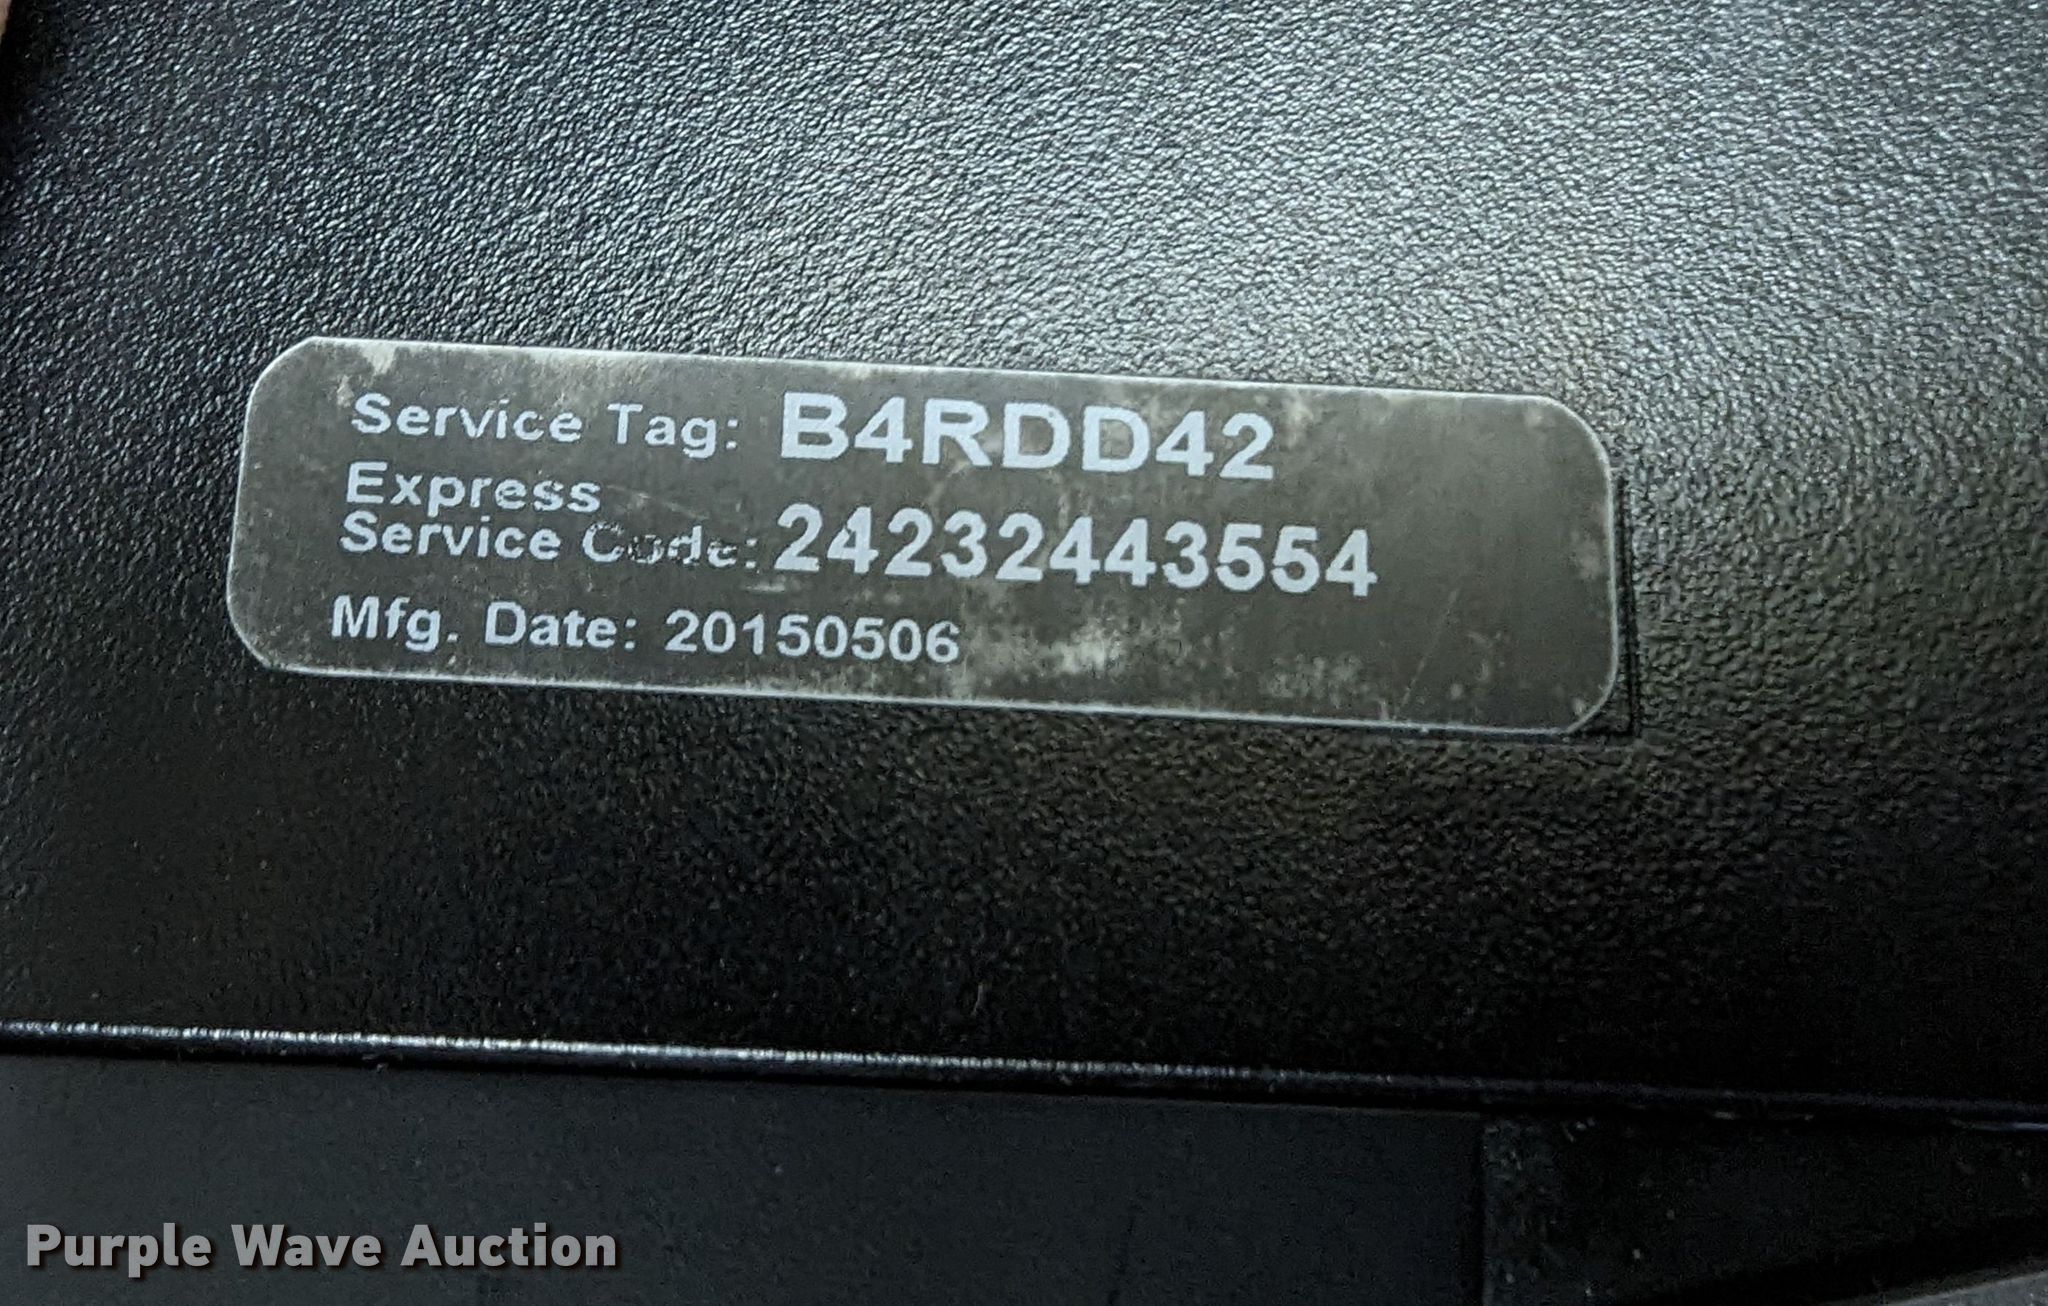 Service Tag: B4RDD42
Express
Service Code: 24232443554
Mfg. Date: 20150506
Purple Wave Auction